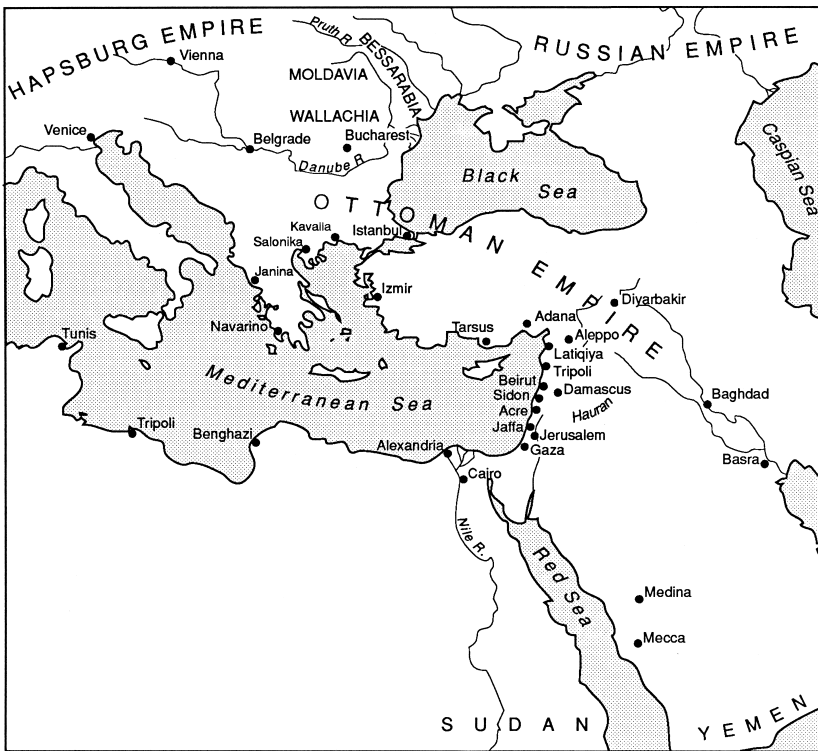 HAPSBURG EMPIRE
RUSSIAN EMPIRE
Pruth R.
BESSARABIA
Vienna
MOLDAVIA
WALLACHIA
Venice
Belgrade
Bucharest
Danube R.
Caspian Sea
Black Sea
OTTOMAN EMPIRE
Kavalla
Istanbul
Salonika
Janina
Izmir
Diyarbakir
Navarino
Adana
Tarsus
Aleppo
Tunis
Latiqiya
Tripoli
Mediterranean Sea
Beirut
Damascus
Sidon
Baghdad
Acre
Hauran
Tripoli
Jaffa
Benghazi
Jerusalem
Alexandria
Gaza
Basra
Cairo
Nile R.
Red Sea
Medina
Mecca
SUDAN
YEMEN